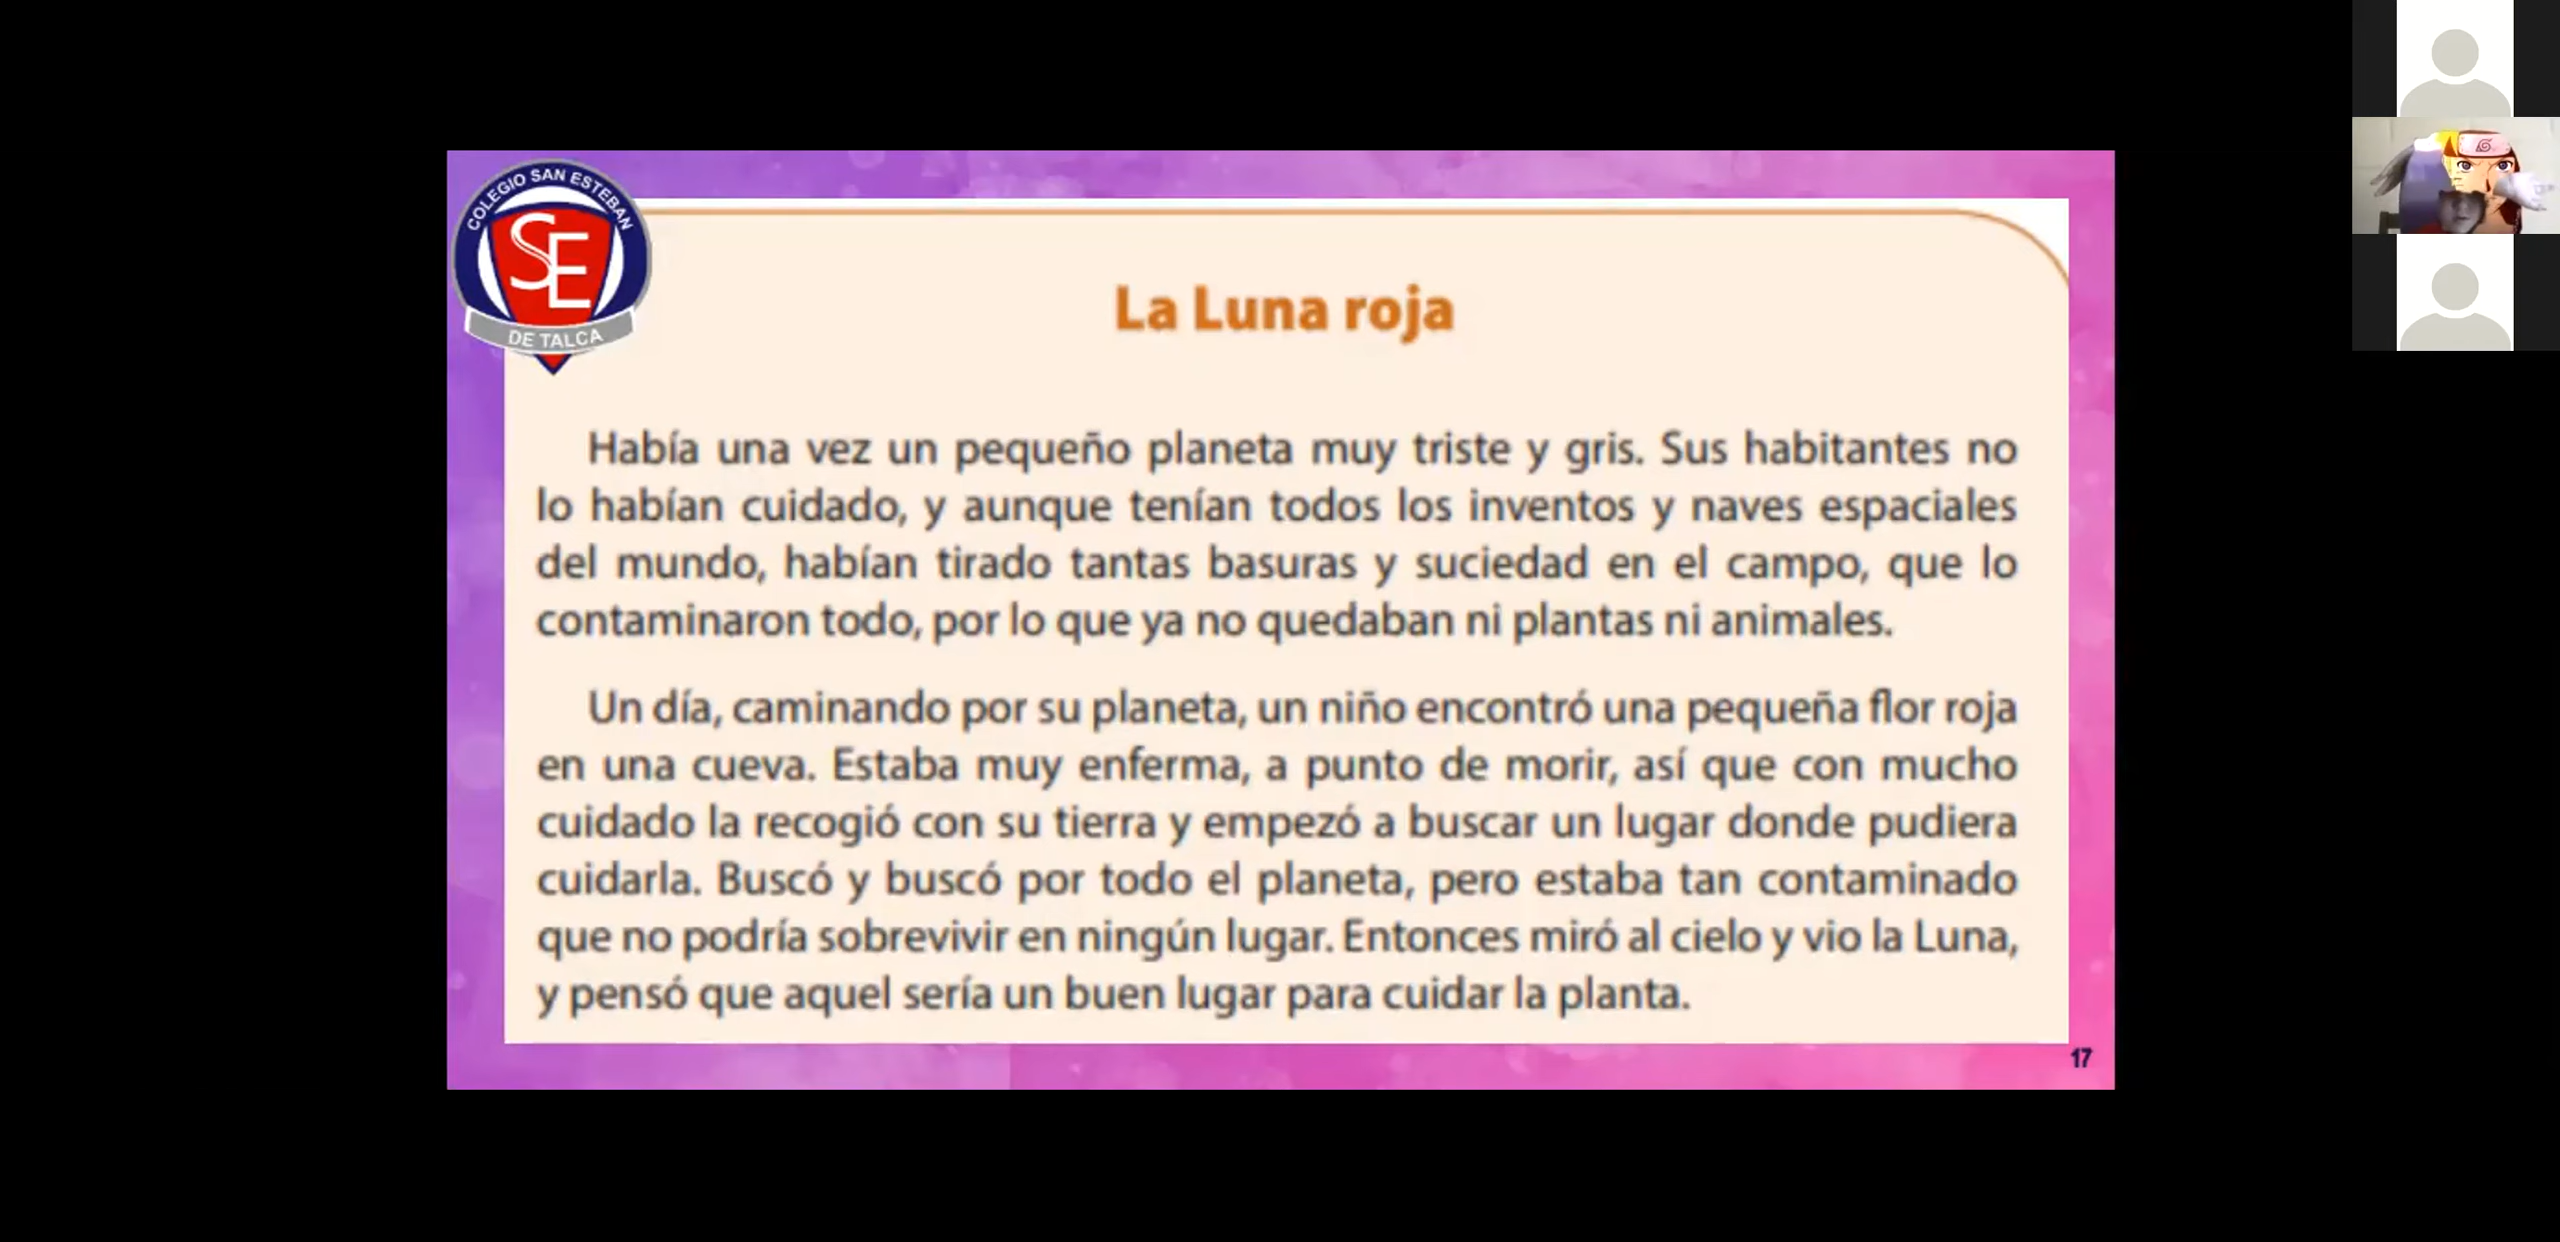 COLEGIO SAN ESTEBAN
SE
DE TALCA
La Luna roja
Había una vez un pequeño planeta muy triste y gris. Sus habitantes no
lo habían cuidado, y aunque tenían todos los inventos y naves espaciales
del mundo, habían tirado tantas basuras y suciedad en el campo, que lo
contaminaron todo, por lo que ya no quedaban ni plantas ni animales.
Un día, caminando por su planeta, un niño encontró una pequeña flor roja
en una cueva. Estaba muy enferma, a punto de morir, así que con mucho
cuidado la recogió con su tierra y empezó a buscar un lugar donde pudiera
cuidarla. Buscó y buscó por todo el planeta, pero estaba tan contaminado
que no podría sobrevivir en ningún lugar. Entonces miró al cielo y vio la Luna,
y pensó que aquel sería un buen lugar para cuidar la planta.
17